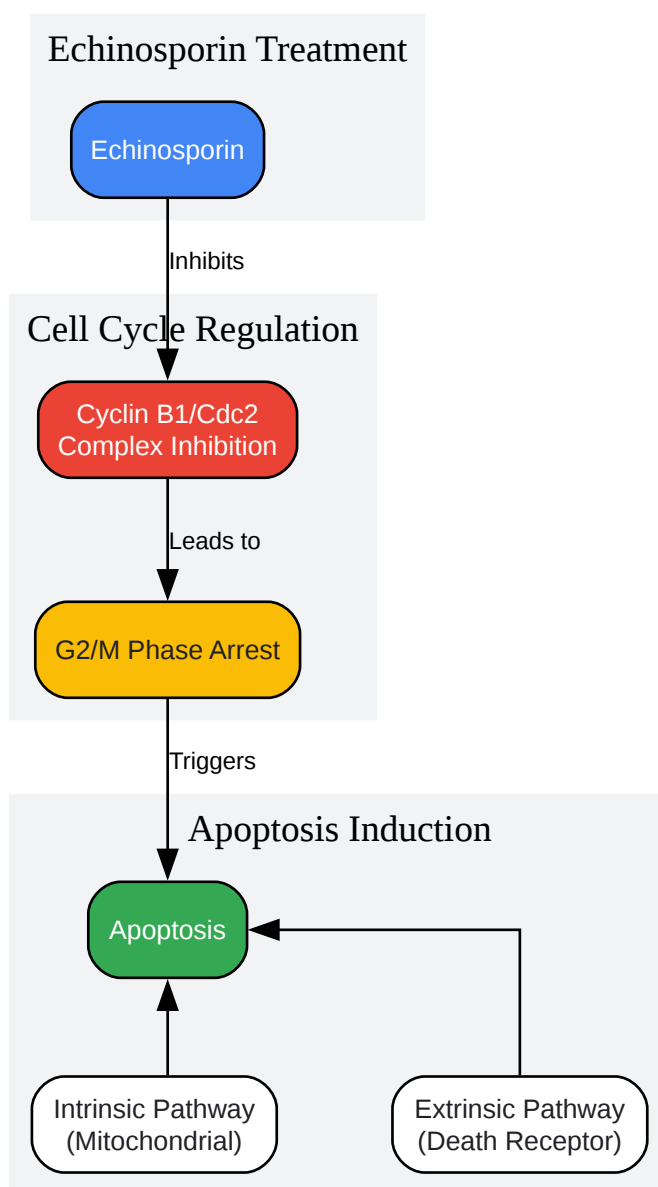 Echinosporin Treatment
Echinosporin
Inhibits
Cell Cycle Regulation
Cyclin B1/Cdc2
Complex Inhibition
Leads to
G2/M Phase Arrest
Triggers
Apoptosis Induction
Apoptosis
Intrinsic Pathway
(Mitochondrial)
Extrinsic Pathway
(Death Receptor)